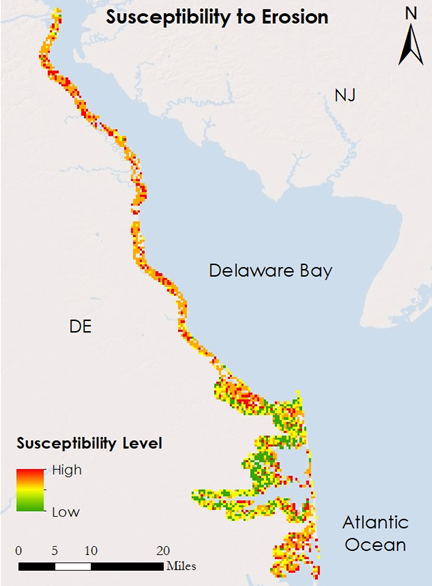 Susceptibility to Erosion
N
NJ
Delaware Bay
DE
Susceptibility Level
High
Low
Atlantic
Ocean
0 5 10 20
Miles